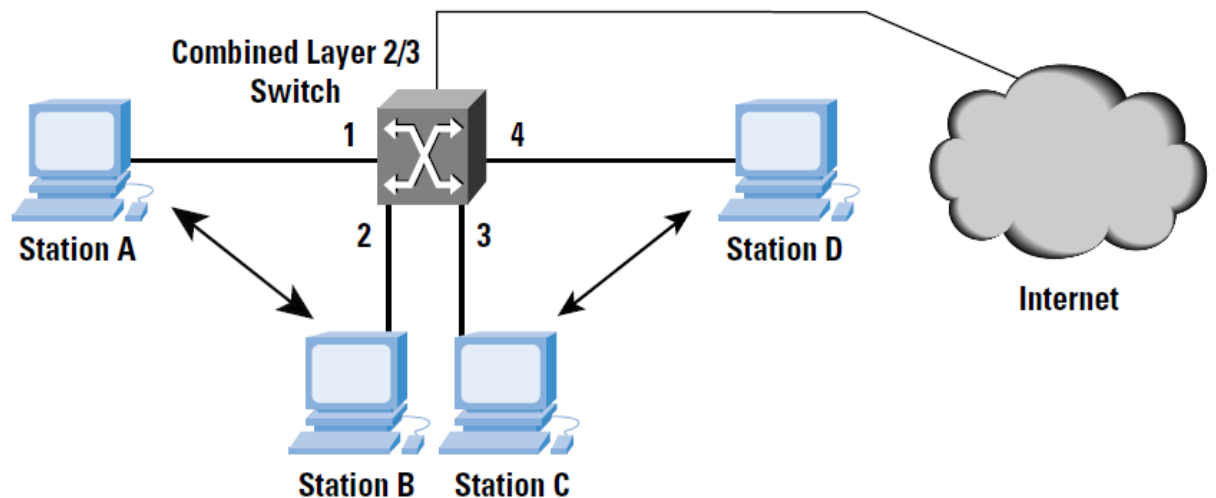 Combined Layer 2/3
Switch
1
4
Station A
2
3
Station D
Internet
Station B
Station C